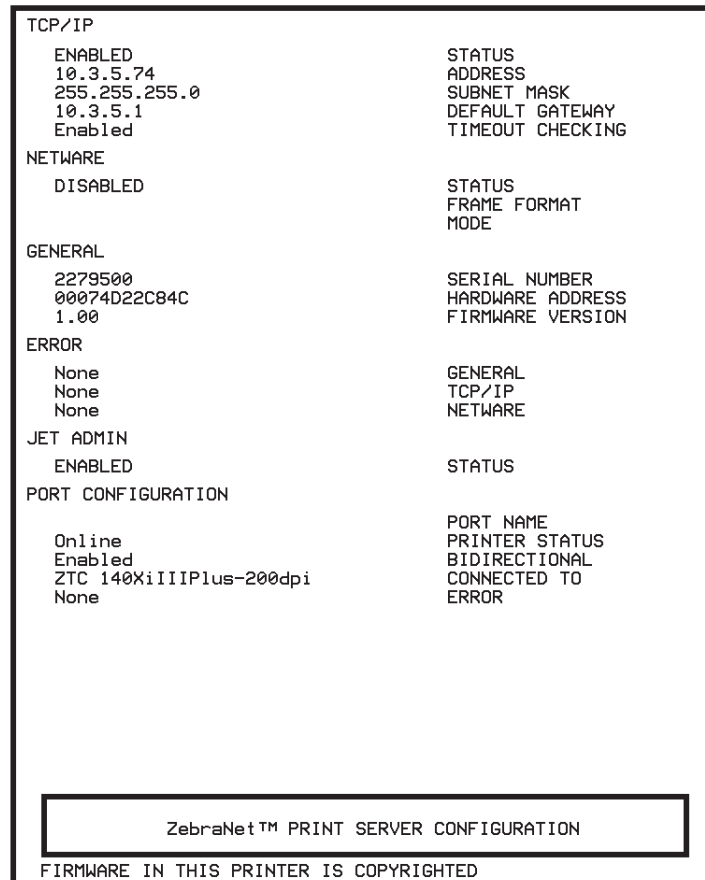 TCP/IP
ENABLED STATUS
10.3.5.74 ADDRESS
255.255.255.0 SUBNET MASK
10.3.5.1 DEFAULT GATEWAY
Enabled TIMEOUT CHECKING
NETWARE
DISABLED STATUS
FRAME FORMAT
MODE
GENERAL
2279500 SERIAL NUMBER
00074D22C84C HARDWARE ADDRESS
1.00 FIRMWARE VERSION
ERROR
None GENERAL
None TCP/IP
None NETWARE
JET ADMIN
ENABLED STATUS
PORT CONFIGURATION
PORT NAME
Online PRINTER STATUS
Enabled BIDIRECTIONAL
ZTC 140XiIIIPlus-200dpi CONNECTED TO
None ERROR
ZebraNet™ PRINT SERVER CONFIGURATION
FIRMWARE IN THIS PRINTER IS COPYRIGHTED